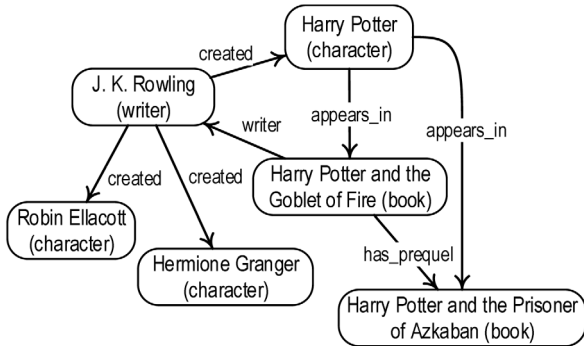 Harry Potter
(character)
created
J. K. Rowling
(writer)
appears_in
writer
appears_in
Harry Potter and the
Goblet of Fire (book)
created
created
Robin Ellacott
(character)
Hermione Granger
(character)
has_prequel
Harry Potter and the Prisoner
of Azkaban (book)